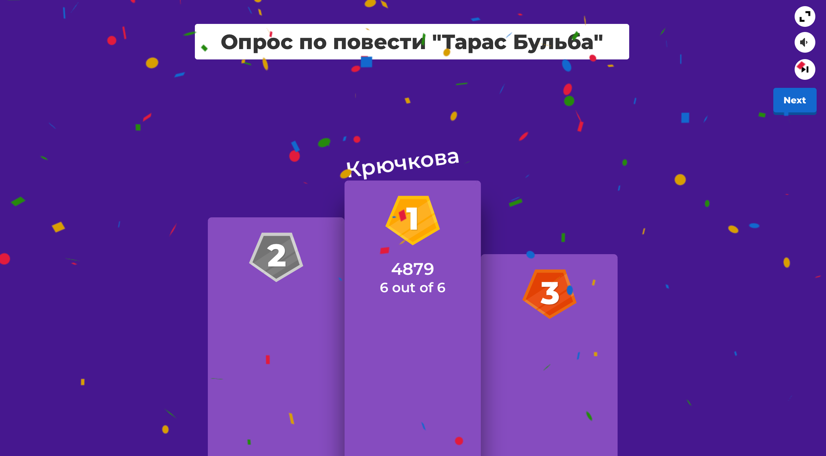 Опрос по повести "Тарас Бульба"
Next
Крючкова
1
2
4879
6 out of 6
3